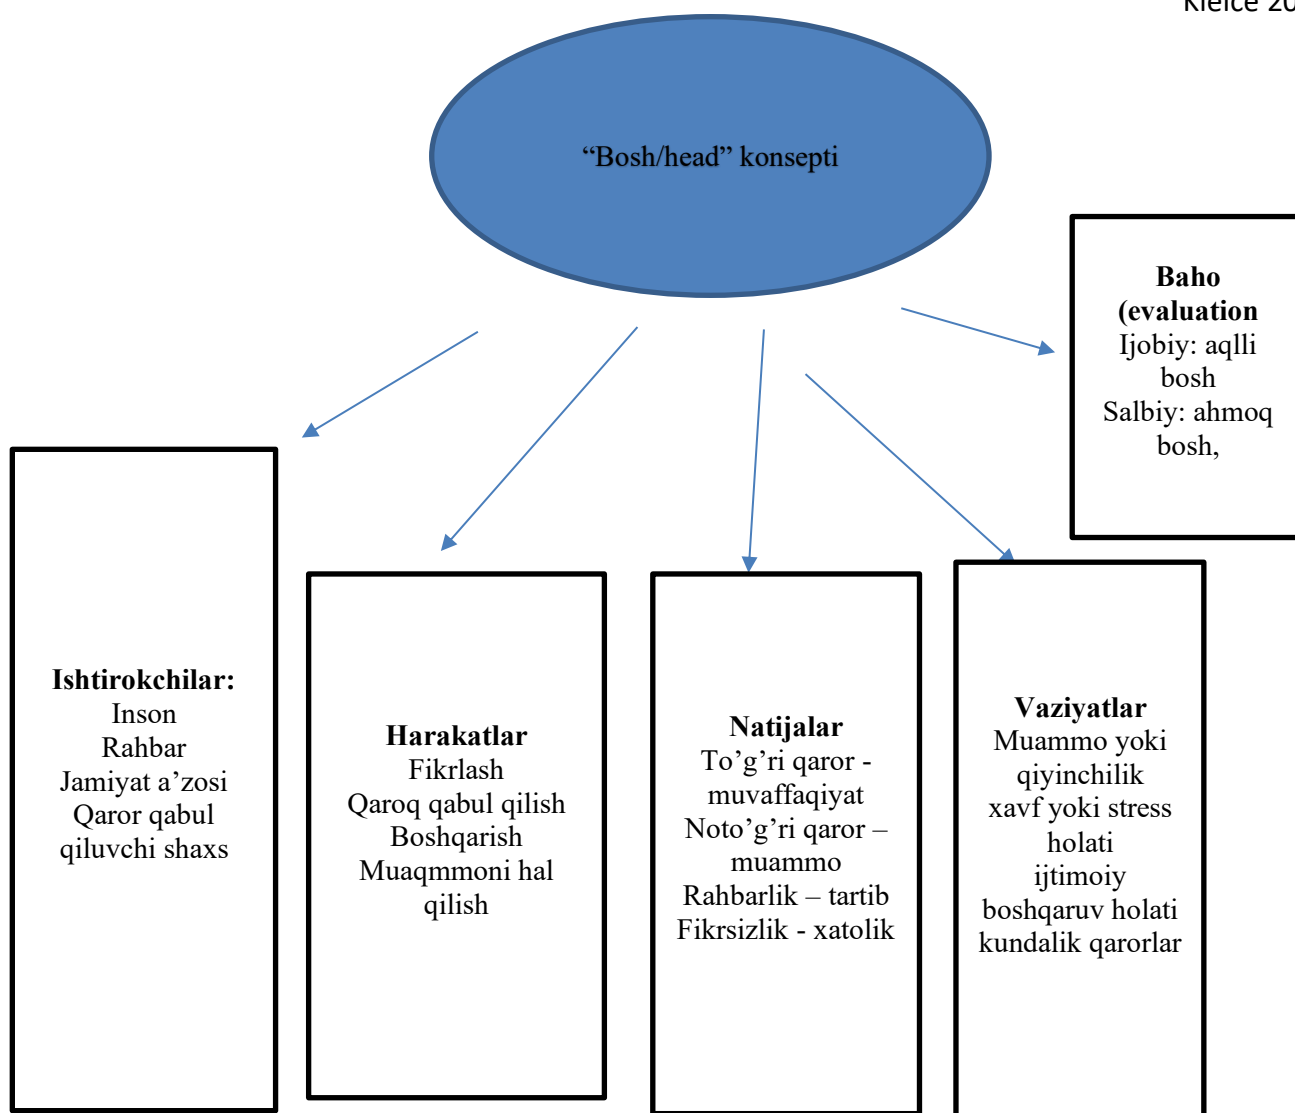 Kielce 20
“Bosh/head” konsepti
Baho
(evaluation
Ijobiy: aqlli
bosh
Salbiy: ahmoq
bosh,
Ishtirokchilar:
Inson
Rahbar
Jamiyat a’zosi
Qaror qabul
qiluvchi shaxs
Harakatlar
Fikrlash
Qaroq qabul qilish
Boshqarish
Muaqmmoni hal
qilish
Natijalar
To’g’ri qaror -
muvaffaqiyat
Noto’g’ri qaror –
muammo
Rahbarlik – tartib
Fikrsizlik - xatolik
Vaziyatlar
Muammo yoki
qiyinchilik
xavf yoki stress
holati
ijtimoiy
boshqaruv holati
kundalik qarorlar